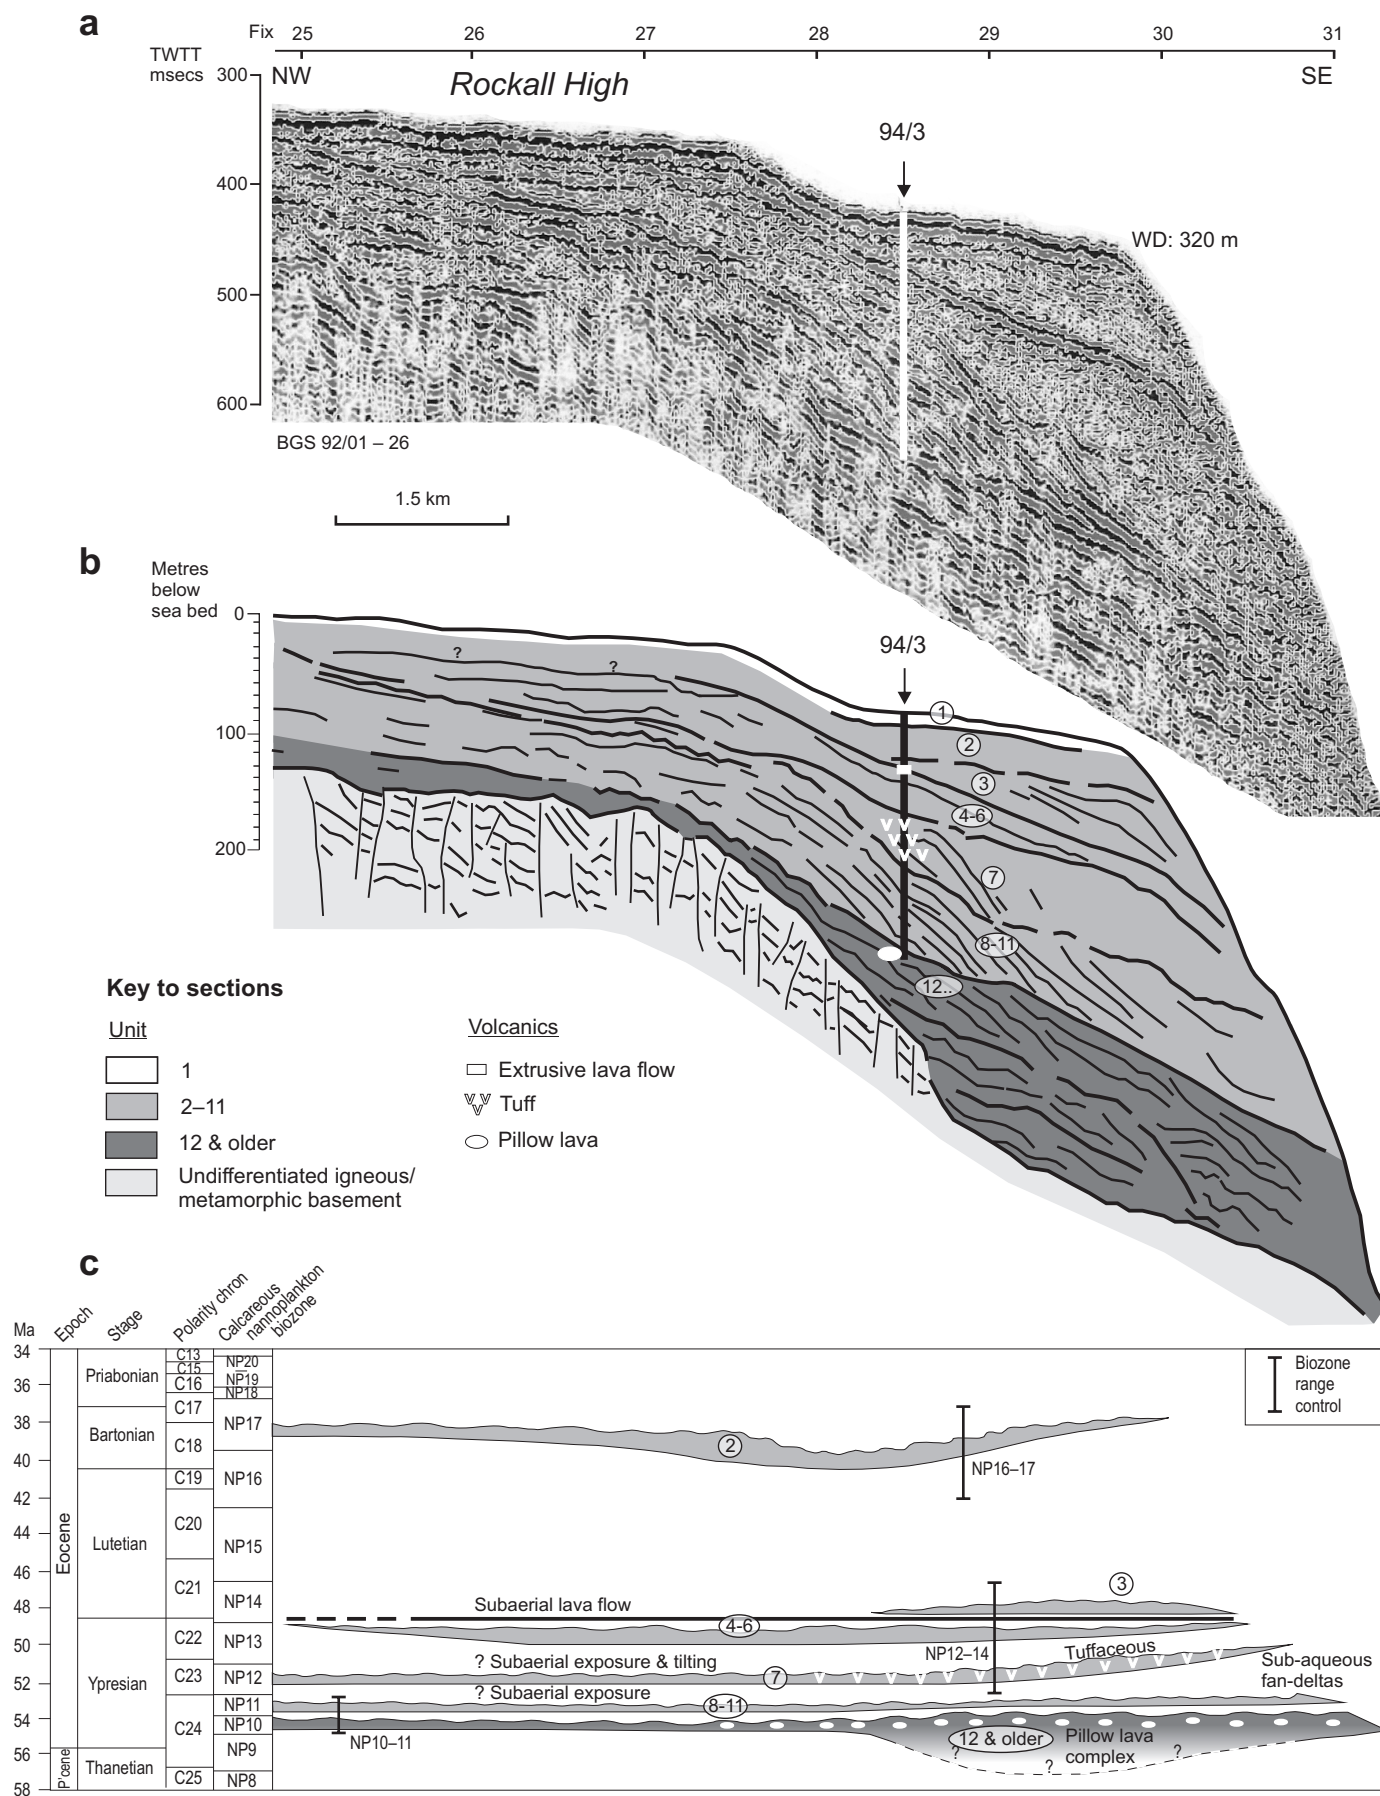 a
Fix 25 26 27 28 29 30 31
TWTT
msecs
NW
Rockall High
SE
300
400
500
600
94/3
WD: 320 m
BGS 92/01 – 26
1.5 km
b
Metres
below
sea bed
0
100
200
94/3
?
?
1
2
3
4-6
7
8-11
12..
Key to sections
Unit
1
2–11
12 & older
Undifferentiated igneous/
metamorphic basement
Volcanics
Extrusive lava flow
Tuff
Pillow lava
c
Ma
Epoch
Stage
Polarity chron
Calcareous
nannoplankton
biozone
34
36
38
40
42
44
46
48
50
52
54
56
58
Eocene
P'cene
Priabonian
Bartonian
Lutetian
Ypresian
Thanetian
C13
C15
C16
C17
C18
C19
C20
C21
C22
C23
C24
C25
NP20
NP19
NP18
NP17
NP16
NP15
NP14
NP13
NP12
NP11
NP10
NP9
NP8
Biozone
range
control
2
NP16–17
3
Subaerial lava flow
4-6
NP12–14
Tuffaceous
? Subaerial exposure & tilting
7
Sub-aqueous
fan-deltas
? Subaerial exposure
8-11
NP10–11
12 & older
Pillow lava
complex
?
?
?